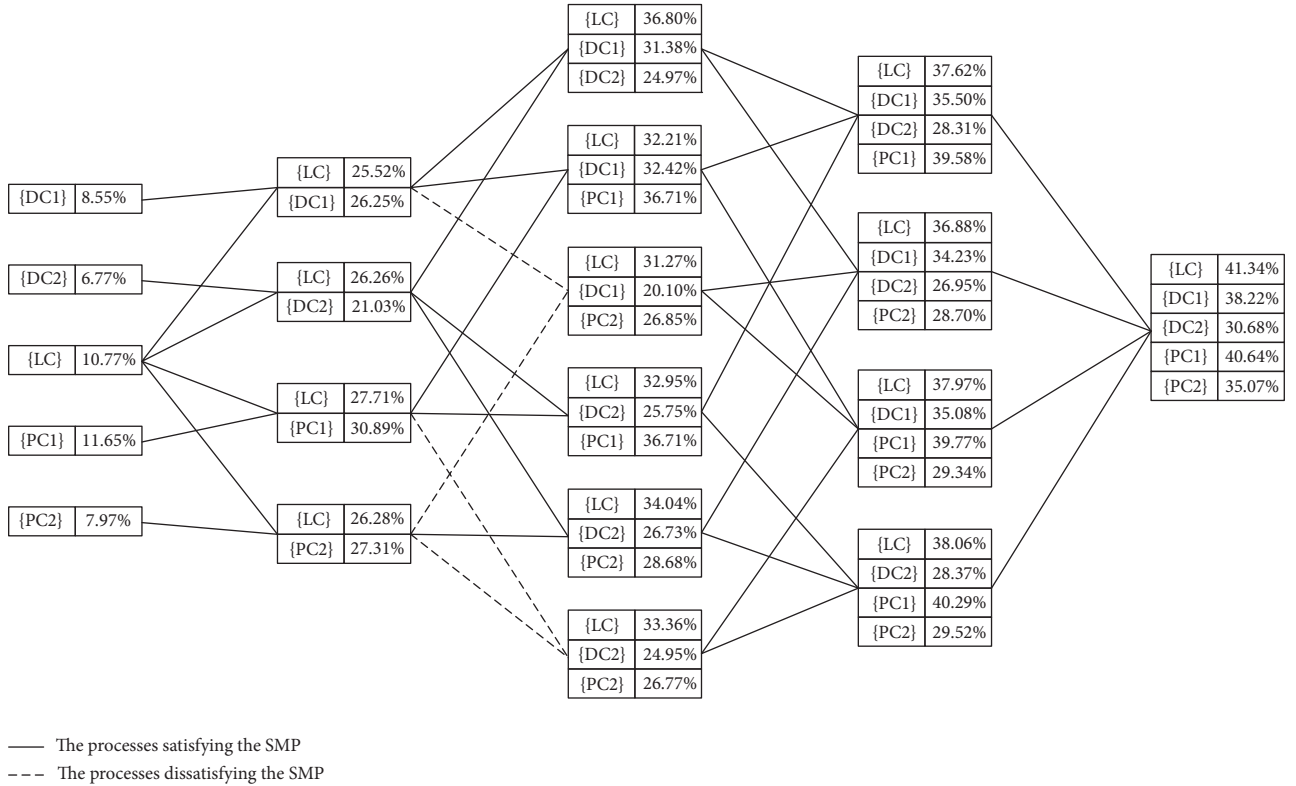 {DC1} 8.55%
{DC2} 6.77%
{LC} 10.77%
{PC1} 11.65%
{PC2} 7.97%
{LC} 25.52%
{DC1} 26.25%
{LC} 26.26%
{DC2} 21.03%
{LC} 27.71%
{PC1} 30.89%
{LC} 26.28%
{PC2} 27.31%
{LC} 36.80%
{DC1} 31.38%
{DC2} 24.97%
{LC} 32.21%
{DC1} 32.42%
{PC1} 36.71%
{LC} 31.27%
{DC1} 20.10%
{PC2} 26.85%
{LC} 32.95%
{DC2} 25.75%
{PC1} 36.71%
{LC} 34.04%
{DC2} 26.73%
{PC2} 28.68%
{LC} 33.36%
{DC2} 24.95%
{PC2} 26.77%
{LC} 37.62%
{DC1} 35.50%
{DC2} 28.31%
{PC1} 39.58%
{LC} 36.88%
{DC1} 34.23%
{DC2} 26.95%
{PC2} 28.70%
{LC} 37.97%
{DC1} 35.08%
{PC1} 39.77%
{PC2} 29.34%
{LC} 38.06%
{DC2} 28.37%
{PC1} 40.29%
{PC2} 29.52%
{LC} 41.34%
{DC1} 38.22%
{DC2} 30.68%
{PC1} 40.64%
{PC2} 35.07%
The processes satisfying the SMP
The processes dissatisfying the SMP